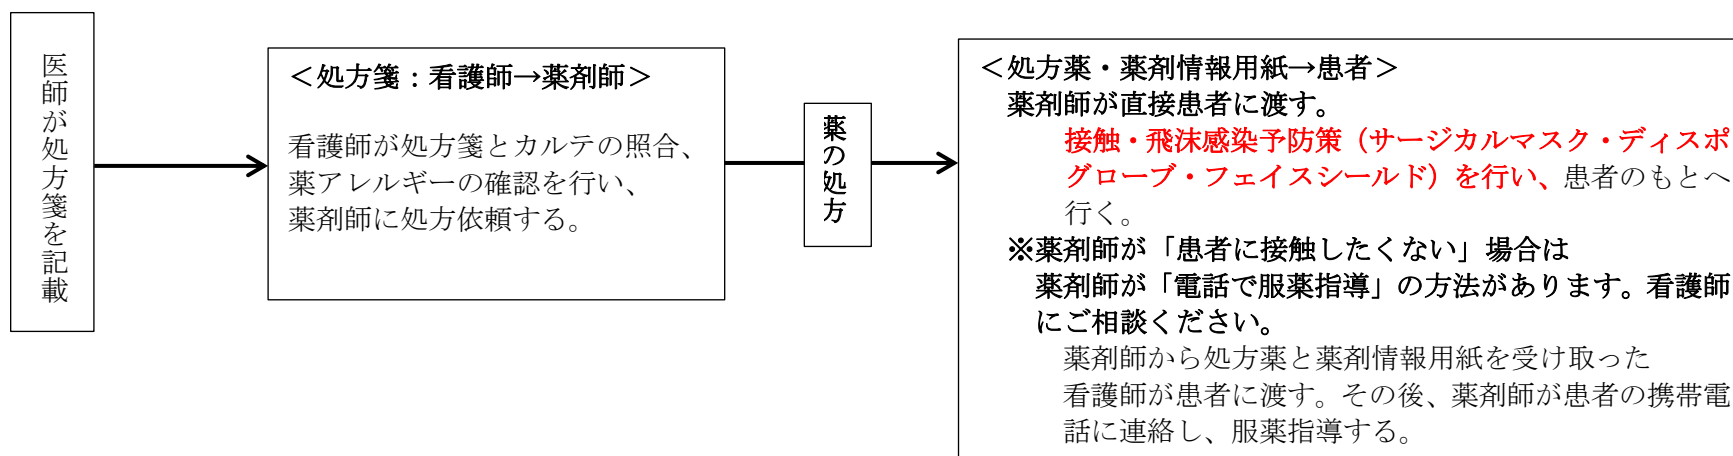 医師が処方箋を記載
＜処方箋：看護師→薬剤師＞
看護師が処方箋とカルテの照合、
薬アレルギーの確認を行い、
薬剤師に処方依頼する。
薬の処方
＜処方薬・薬剤情報用紙→患者＞
薬剤師が直接患者に渡す。
接触・飛沫感染予防策（サージカルマスク・ディスポ
グローブ・フェイスシールド）を行い、患者のもとへ
行く。
※薬剤師が「患者に接触したくない」場合は
薬剤師が「電話で服薬指導」の方法があります。看護師
にご相談ください。
薬剤師から処方薬と薬剤情報用紙を受け取った
看護師が患者に渡す。その後、薬剤師が患者の携帯電
話に連絡し、服薬指導する。